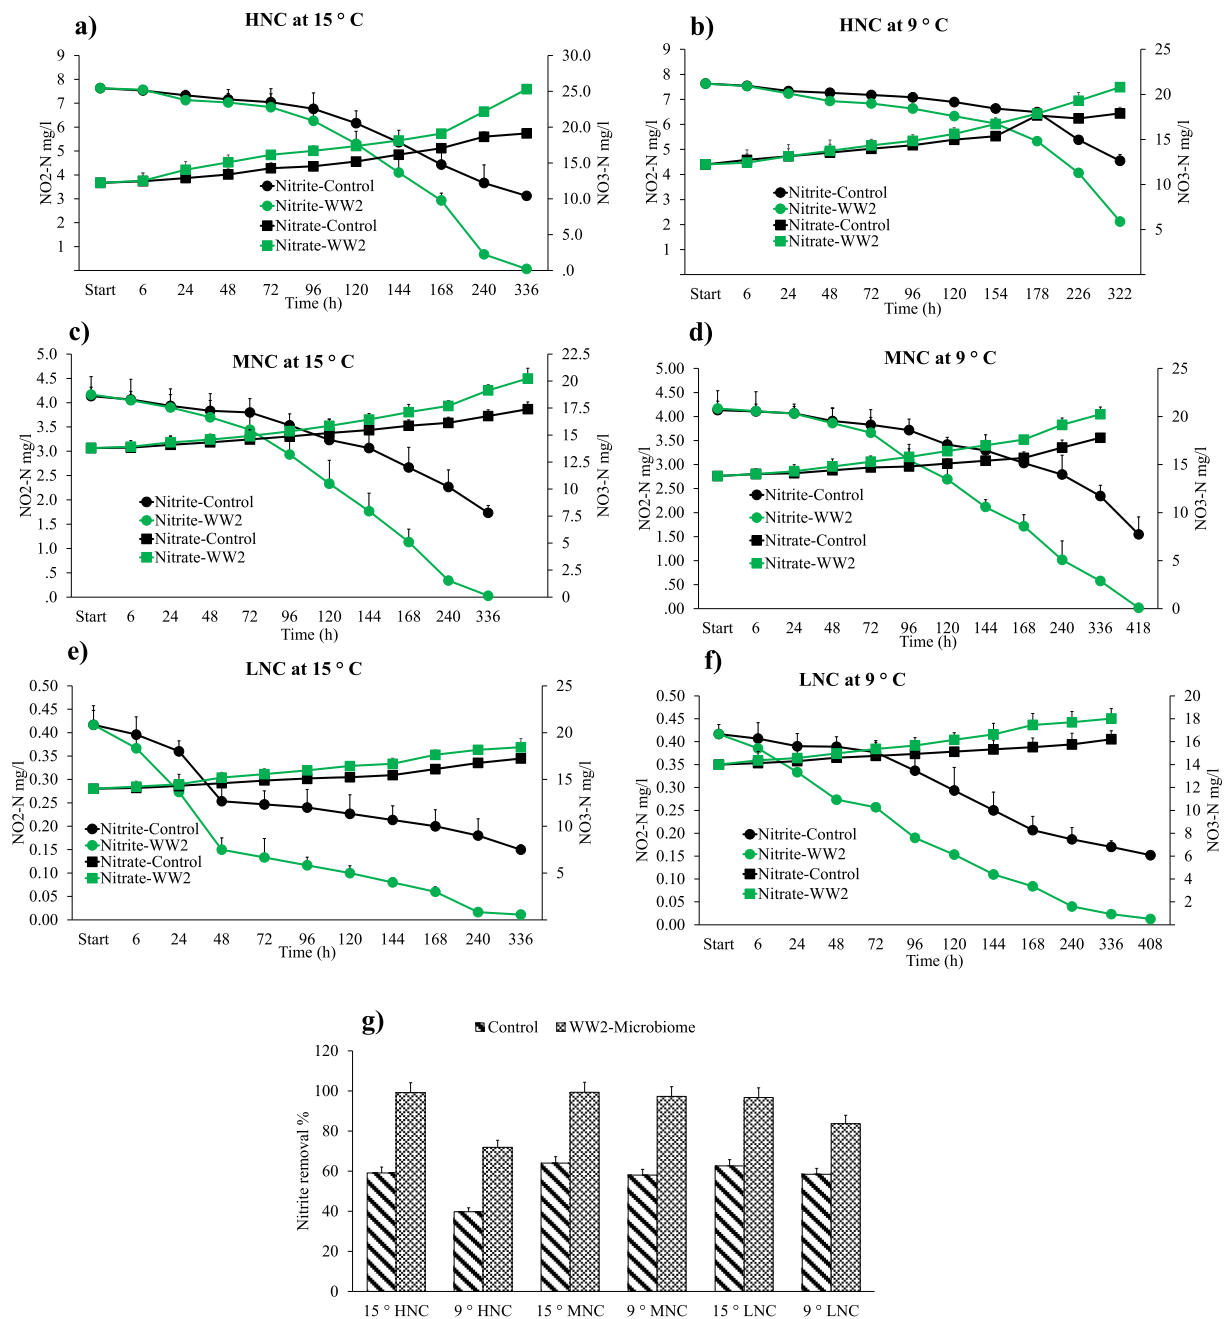 a)
HNC at 15 ° C
9
8
7
6
5
4
3
2
1
30.0
25.0
20.0
15.0
10.0
5.0
.0
NO2-N mg/l
NO3-N mg/l
Nitrite-Control
Nitrite-WW2
Nitrate-Control
Nitrate-WW2
Start 6 24 48 72 96 120 144 168 240 336
Time (h)
b)
HNC at 9 ° C
9
8
7
6
5
4
3
2
1
25
20
15
10
5
NO2-N mg/l
NO3-N mg/l
Nitrite-Control
Nitrite-WW2
Nitrate-Control
Nitrate-WW2
Start 6 24 48 72 96 120 154 178 226 322
Time (h)
c)
MNC at 15 ° C
5.0
4.5
4.0
3.5
3.0
2.5
2.0
1.5
1.0
.5
.0
22.5
20
17.5
15
12.5
10
7.5
5
2.5
0
NO2-N mg/l
NO3-N mg/l
Nitrite-Control
Nitrite-WW2
Nitrate-Control
Nitrate-WW2
Start 6 24 48 72 96 120 144 168 240 336
Time (h)
d)
MNC at 9 ° C
5.00
4.50
4.00
3.50
3.00
2.50
2.00
1.50
1.00
.50
.00
25
20
15
10
5
0
NO2-N mg/l
NO3-N mg/l
Nitrite-Control
Nitrite-WW2
Nitrate-Control
Nitrate-WW2
Start 6 24 48 72 96 120 144 168 240 336 418
Time (h)
e)
LNC at 15 ° C
0.50
0.45
0.40
0.35
0.30
0.25
0.20
0.15
0.10
0.05
0.00
25
20
15
10
5
NO2-N mg/l
NO3-N mg/l
Nitrite-Control
Nitrite-WW2
Nitrate-Control
Nitrate-WW2
Start 6 24 48 72 96 120 144 168 240 336
Time (h)
f)
LNC at 9 ° C
0.50
0.45
0.40
0.35
0.30
0.25
0.20
0.15
0.10
0.05
0.00
20
18
16
14
12
10
8
6
4
2
NO2-N mg/l
NO3-N mg/l
Nitrite-Control
Nitrite-WW2
Nitrate-Control
Nitrate-WW2
Start 6 24 48 72 96 120 144 168 240 336 408
Time (h)
g)
Control WW2-Microbiome
120
100
80
60
40
20
0
Nitrite removal %
15 ° HNC 9 ° HNC 15 ° MNC 9 ° MNC 15 ° LNC 9 ° LNC